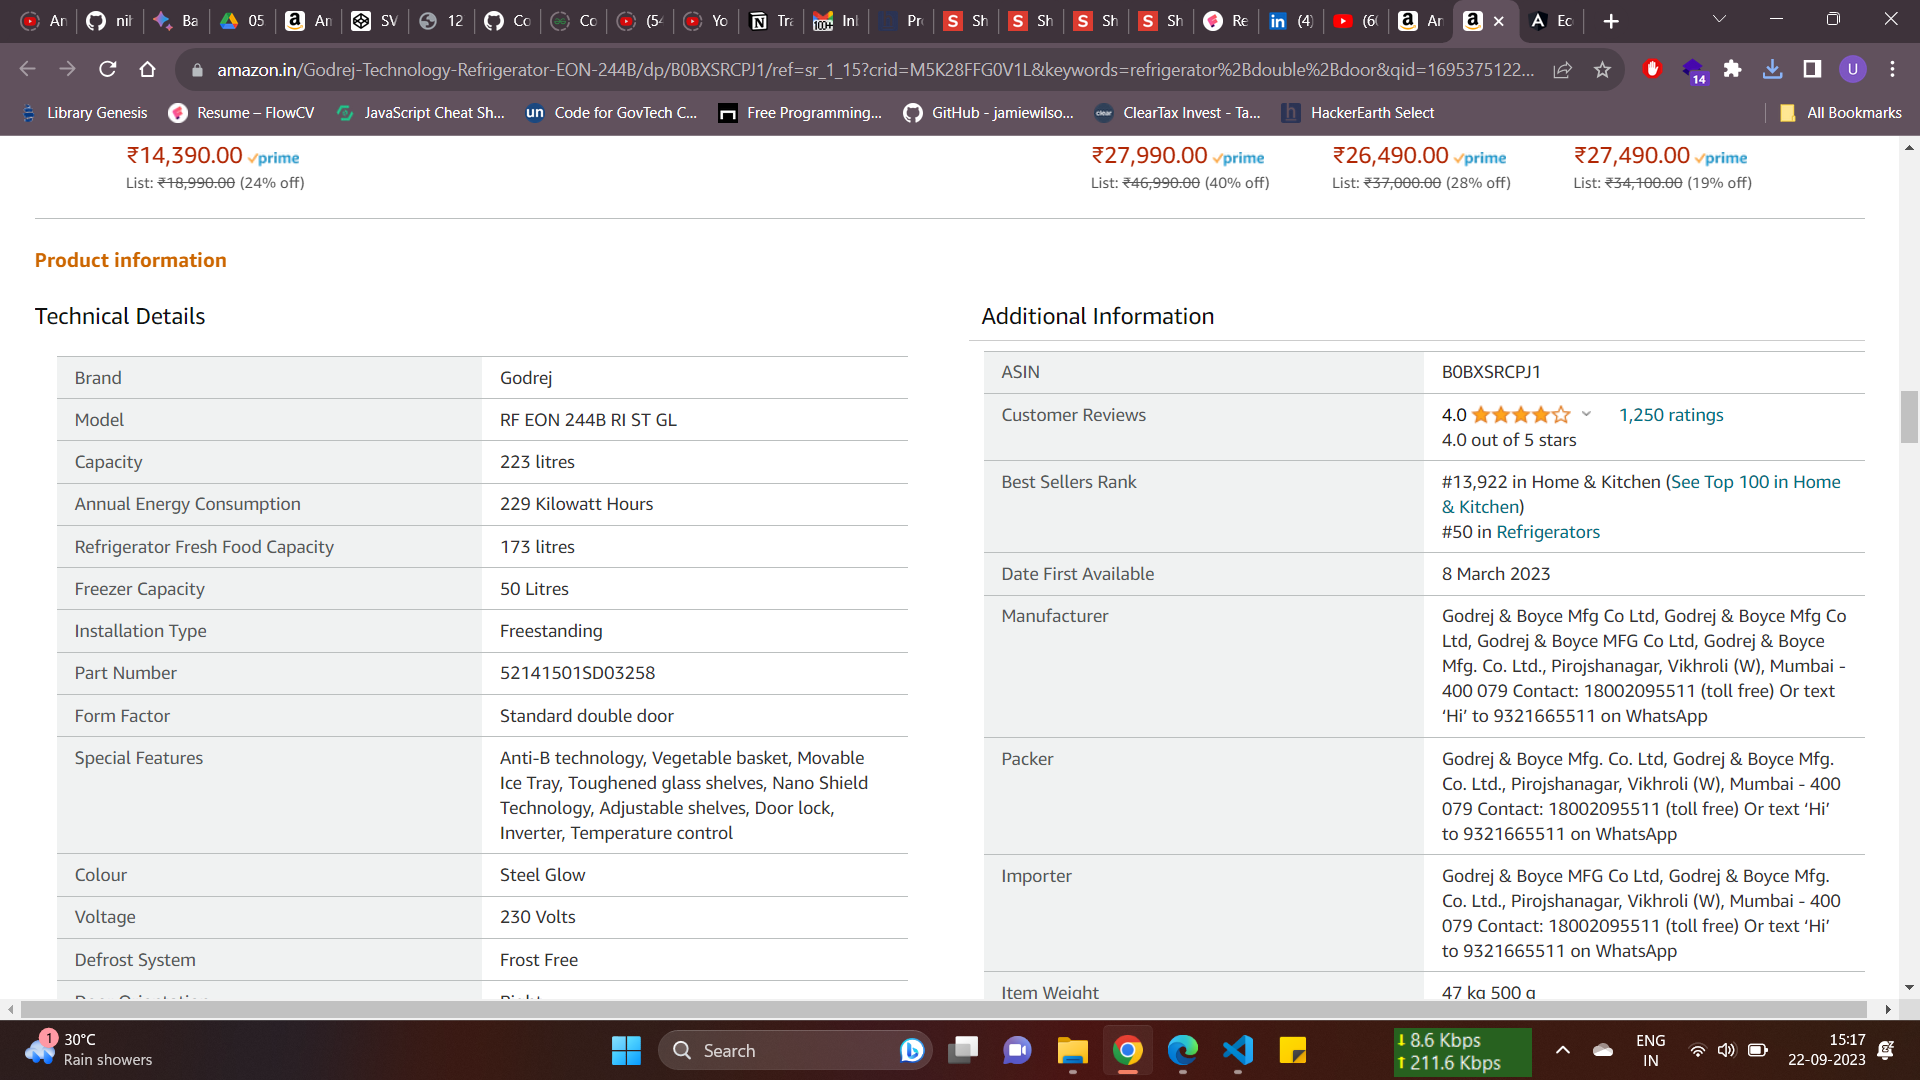 An
nih
Ba
05
An
SV
12
Co
Co
(54
Yo
Tra
Inb
Pro
Sh
Sh
Sh
Sh
Re
(4)
(60
An
Ec
amazon.in/Godrej-Technology-Refrigerator-EON-244B/dp/B0BXSRCPJ1/ref=sr_1_15?crid=M5K28FFG0V1L&keywords=refrigerator%2Bdouble%2Bdoor&qid=1695375122...
14
U
Library Genesis
Resume – FlowCV
JavaScript Cheat Sh...
Code for GovTech C...
Free Programming...
GitHub - jamiewilso...
ClearTax Invest - Ta...
HackerEarth Select
All Bookmarks
₹14,390.00 prime
List: ₹18,990.00 (24% off)
₹27,990.00 prime
List: ₹46,990.00 (40% off)
₹26,490.00 prime
List: ₹37,000.00 (28% off)
₹27,490.00 prime
List: ₹34,100.00 (19% off)
Product information
Technical Details
Brand
Godrej
Model
RF EON 244B RI ST GL
Capacity
223 litres
Annual Energy Consumption
229 Kilowatt Hours
Refrigerator Fresh Food Capacity
173 litres
Freezer Capacity
50 Litres
Installation Type
Freestanding
Part Number
52141501SD03258
Form Factor
Standard double door
Special Features
Anti-B technology, Vegetable basket, Movable
Ice Tray, Toughened glass shelves, Nano Shield
Technology, Adjustable shelves, Door lock,
Inverter, Temperature control
Colour
Steel Glow
Voltage
230 Volts
Defrost System
Frost Free
Additional Information
ASIN
B0BXSRCPJ1
Customer Reviews
4.0
1,250 ratings
4.0 out of 5 stars
Best Sellers Rank
#13,922 in Home & Kitchen (See Top 100 in Home
& Kitchen)
#50 in Refrigerators
Date First Available
8 March 2023
Manufacturer
Godrej & Boyce Mfg Co Ltd, Godrej & Boyce Mfg Co
Ltd, Godrej & Boyce MFG Co Ltd, Godrej & Boyce
Mfg. Co. Ltd., Pirojshanagar, Vikhroli (W), Mumbai -
400 079 Contact: 18002095511 (toll free) Or text
‘Hi’ to 9321665511 on WhatsApp
Packer
Godrej & Boyce Mfg. Co. Ltd, Godrej & Boyce Mfg.
Co. Ltd., Pirojshanagar, Vikhroli (W), Mumbai - 400
079 Contact: 18002095511 (toll free) Or text ‘Hi’
to 9321665511 on WhatsApp
Importer
Godrej & Boyce MFG Co Ltd, Godrej & Boyce Mfg.
Co. Ltd., Pirojshanagar, Vikhroli (W), Mumbai - 400
079 Contact: 18002095511 (toll free) Or text ‘Hi’
to 9321665511 on WhatsApp
Item Weight
47 kg 500 g
1
30°C
Rain showers
Search
8.6 Kbps
211.6 Kbps
ENG
IN
15:17
22-09-2023